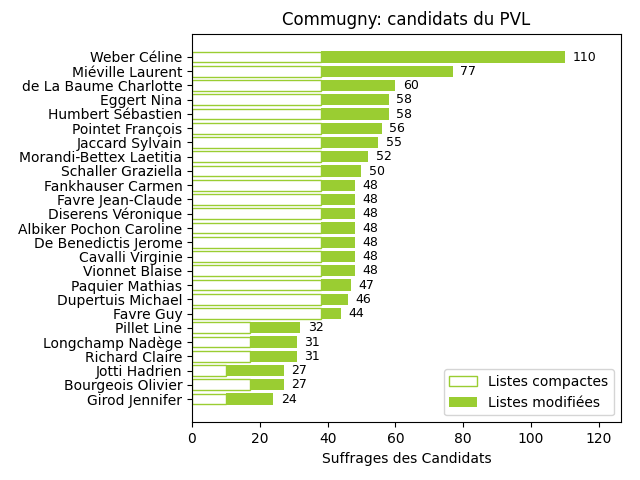 Commugny: candidats du PVL
Weber Céline 110
Miéville Laurent 77
de La Baume Charlotte 60
Eggert Nina 58
Humbert Sébastien 58
Pointet François 56
Jaccard Sylvain 55
Morandi-Bettex Laetitia 52
Schaller Graziella 50
Fankhauser Carmen 48
Favre Jean-Claude 48
Diserens Véronique 48
Albiker Pochon Caroline 48
De Benedictis Jerome 48
Cavalli Virginie 48
Vionnet Blaise 48
Paquier Mathias 47
Dupertuis Michael 46
Favre Guy 44
Pillet Line 32
Longchamp Nadège 31
Richard Claire 31
Jotti Hadrien 27
Bourgeois Olivier 27
Girod Jennifer 24
Listes compactes
Listes modifiées
0 20 40 60 80 100 120
Suffrages des Candidats